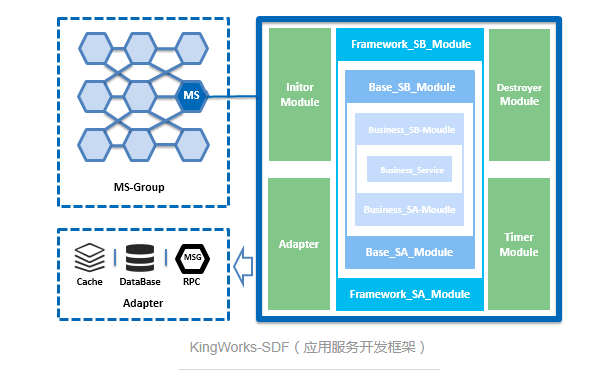 MS
MS-Group
Cache
DataBase
MSG
RPC
Adapter
Initor
Module
Adapter
Framework_SB_Module
Base_SB_Module
Business_SB-Moudle
Business_Service
Business_SA-Moudle
Base_SA_Module
Framework_SA_Module
Destroyer
Module
Timer
Module
KingWorks-SDF（应用服务开发框架）